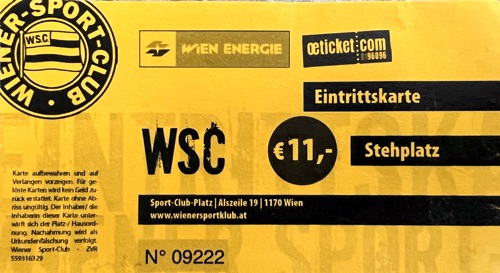 WIENER-SPORT-CLUB
W.S.C.
WIEN ENERGIE
oeticket.com
01 96096
Eintrittskarte
WSC
€ 11,-
Stehplatz
Karte aufbewahren und auf
Verlangen vorzeigen. Für ge-
löste Karten wird kein Geld zu-
rück erstattet. Karte ohne Ab-
riss ungültig. Der Inhaber/ die
Inhaberin dieser Karte unter-
wirft sich der Platz-/ Hausord-
nung. Nachahmung wird als
Urkundenfälschung verfolgt.
Wiener Sport-Club - ZVR
559316329
Sport-Club-Platz | Alszeile 19 | 1170 Wien
www.wienersportklub.at
N° 09222